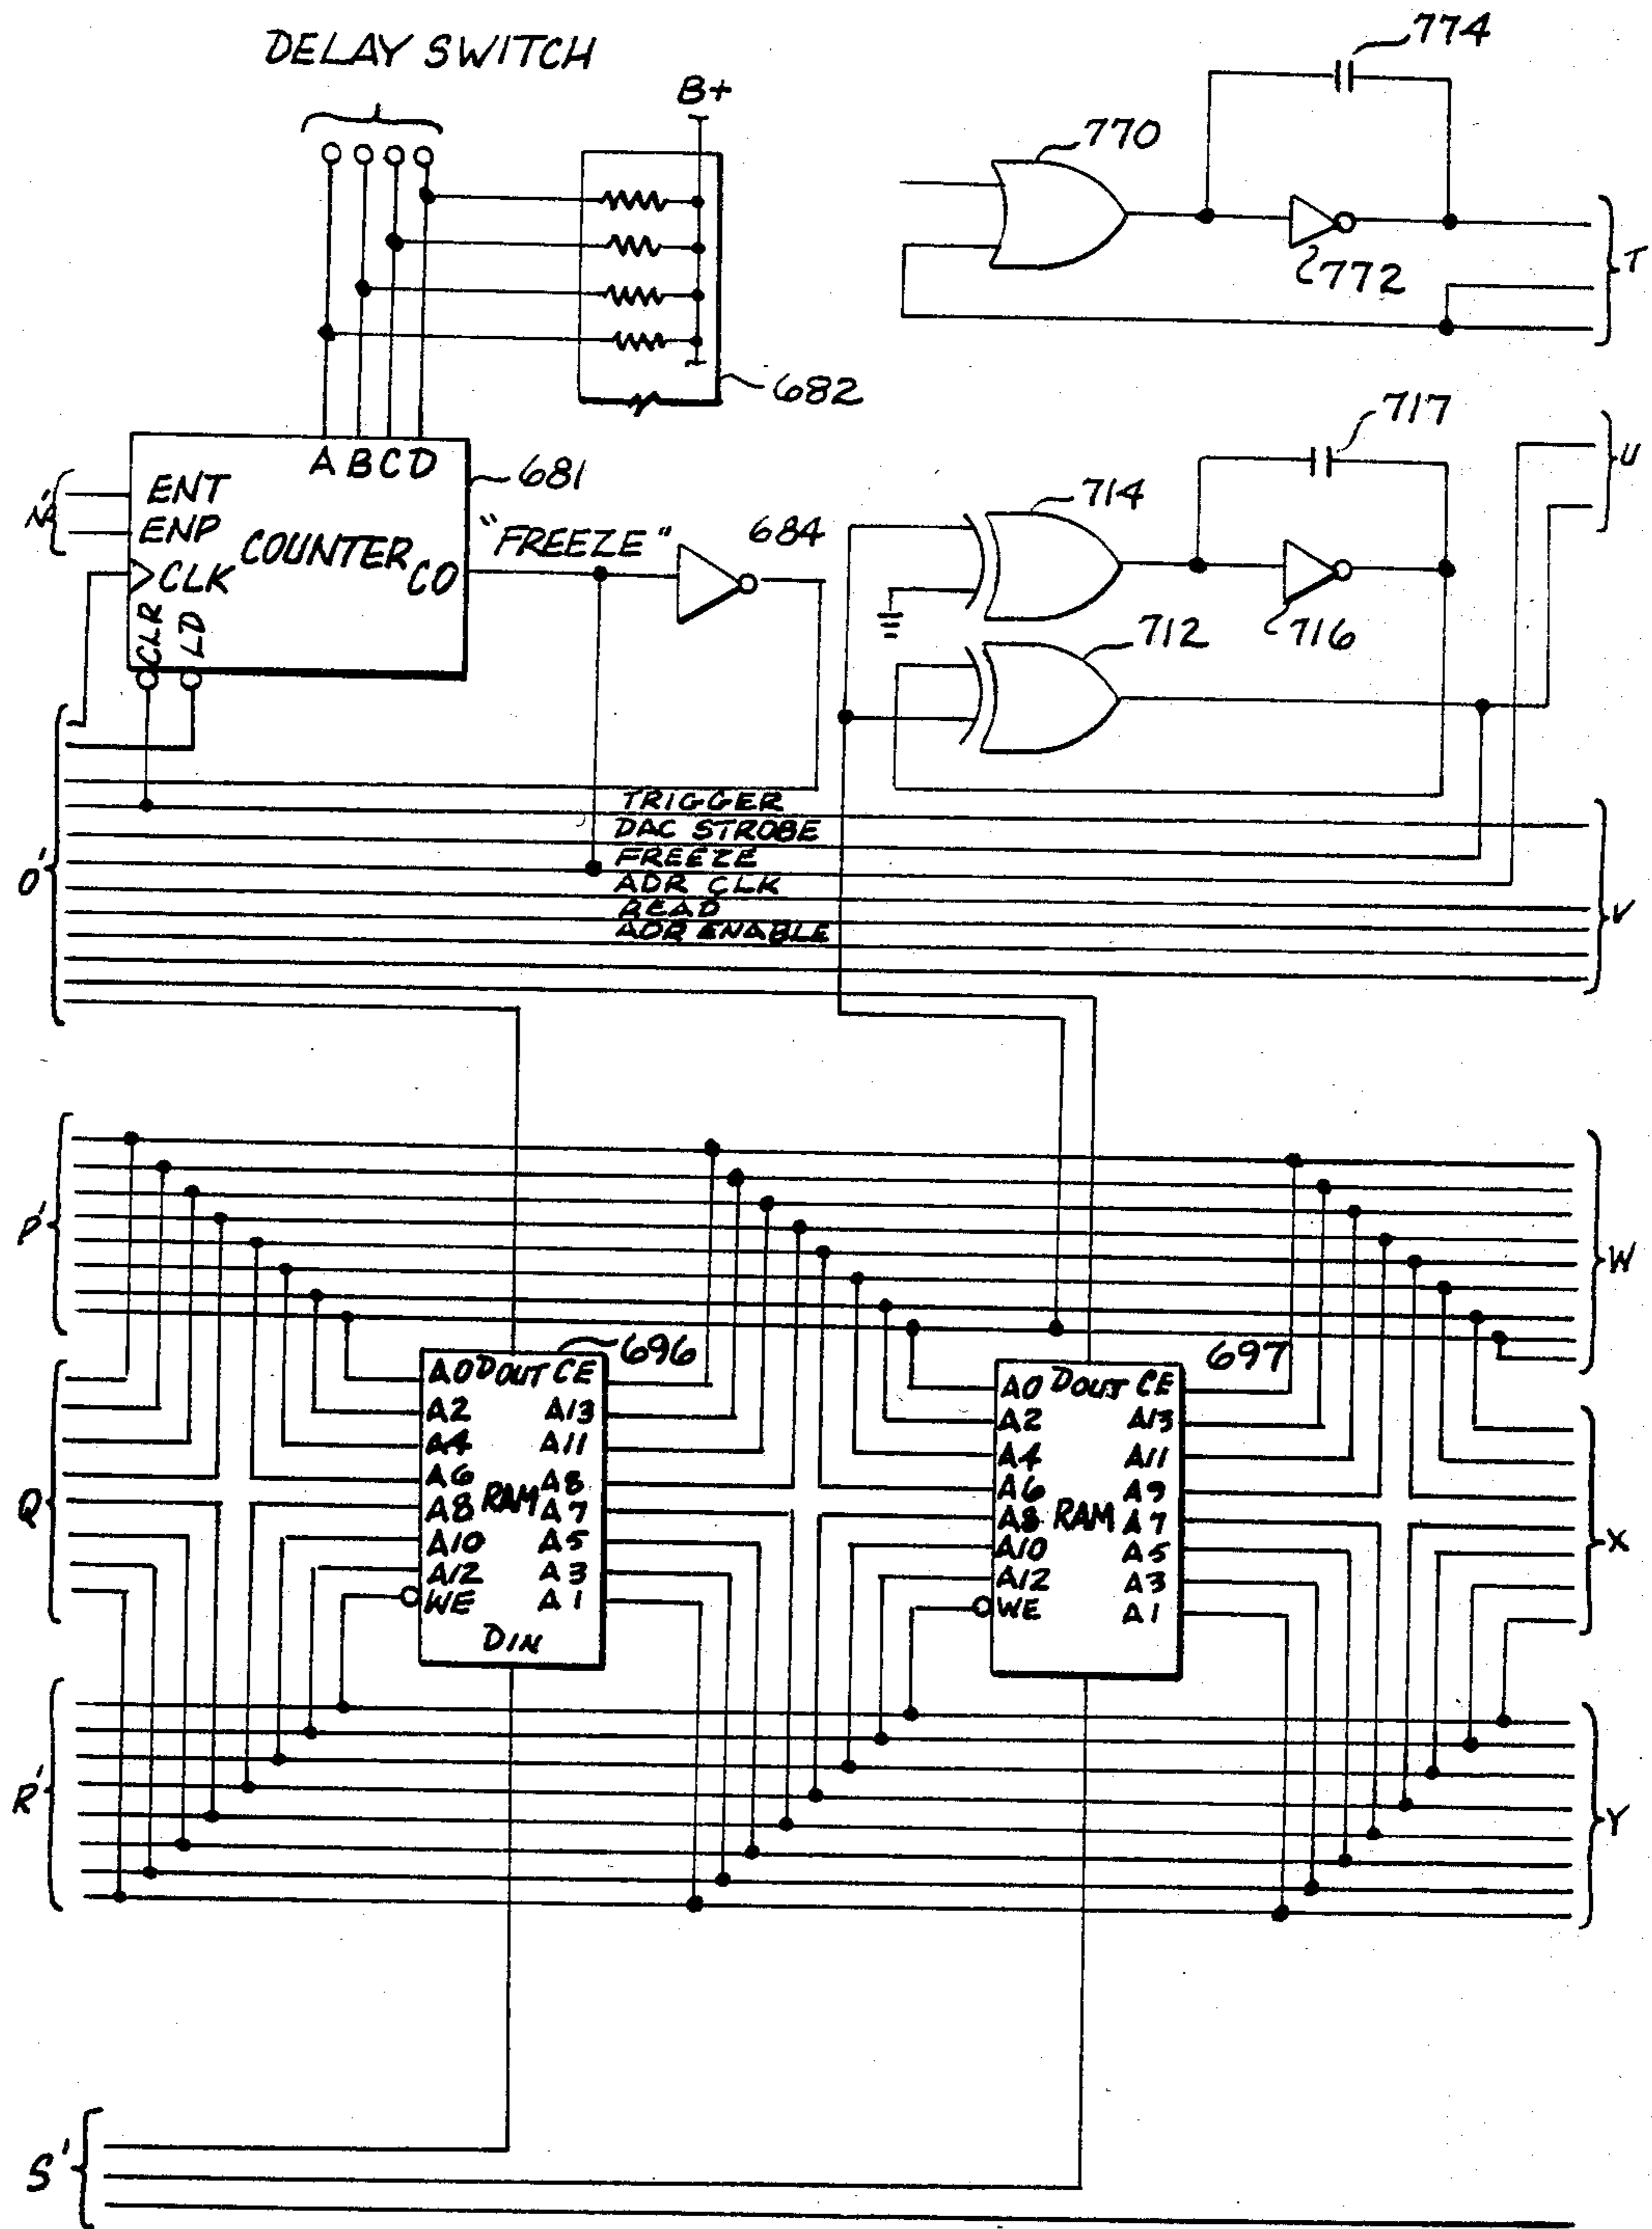 DELAY SWITCH
B+
774
770
772
T
682
A B C D
681
ENT
ENP
COUNTER
CLK
CO
CLR
LD
"FREEZE"
684
717
714
716
712
U
N'
O'
TRIGGER
DAC STROBE
FREEZE
ADR CLK
READ
ADR ENABLE
V
P'
W
696
697
A0 DOUT CE
A2 A13
A4 A11
A6 A8
A8 RAM A7
A10 A5
A12 A3
WE A1
DIN
A0 DOUT CE
A2 A13
A4 A11
A6 A9
A8 RAM A7
A10 A5
A12 A3
WE A1
Q
X
R'
Y
S'